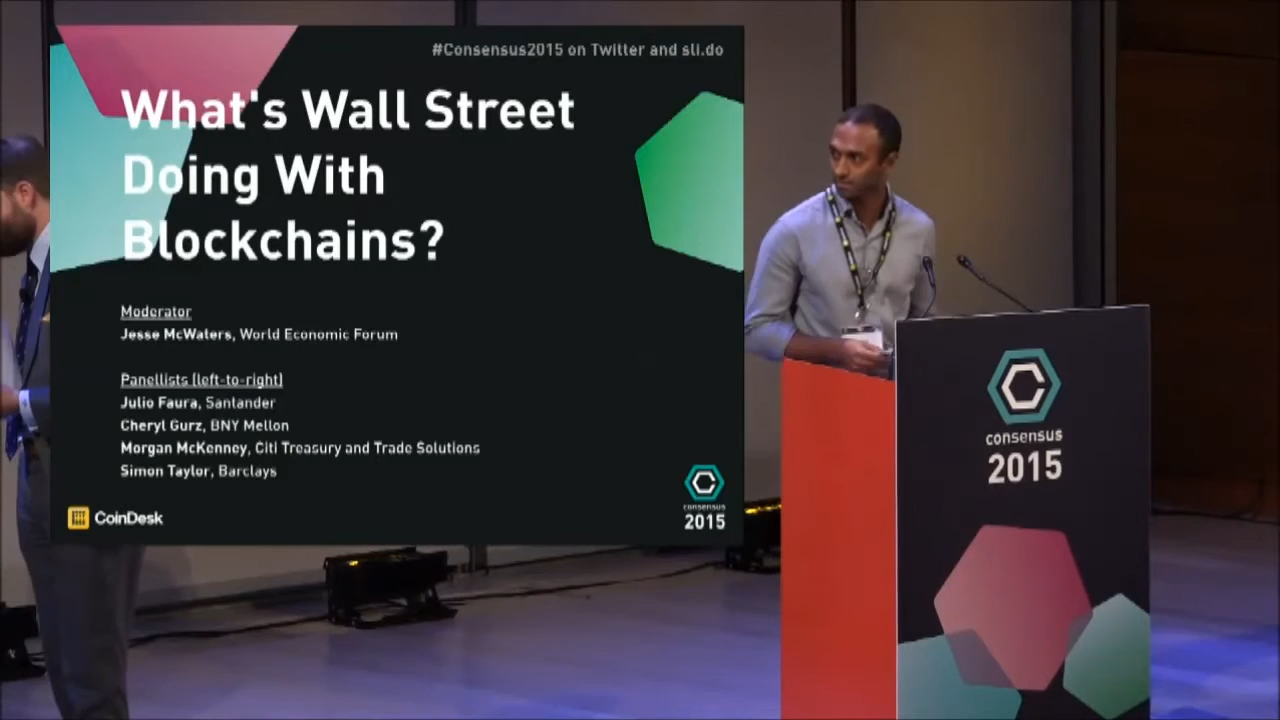 #Consensus2015 on Twitter and sli.do
What's Wall Street
Doing With
Blockchains?
Moderator
Jesse McWaters, World Economic Forum
Panellists (left-to-right)
Julio Faura, Santander
Cheryl Gurz, BNY Mellon
Morgan McKenney, Citi Treasury and Trade Solutions
Simon Taylor, Barclays
CoinDesk
consensus
2015
consensus
2015